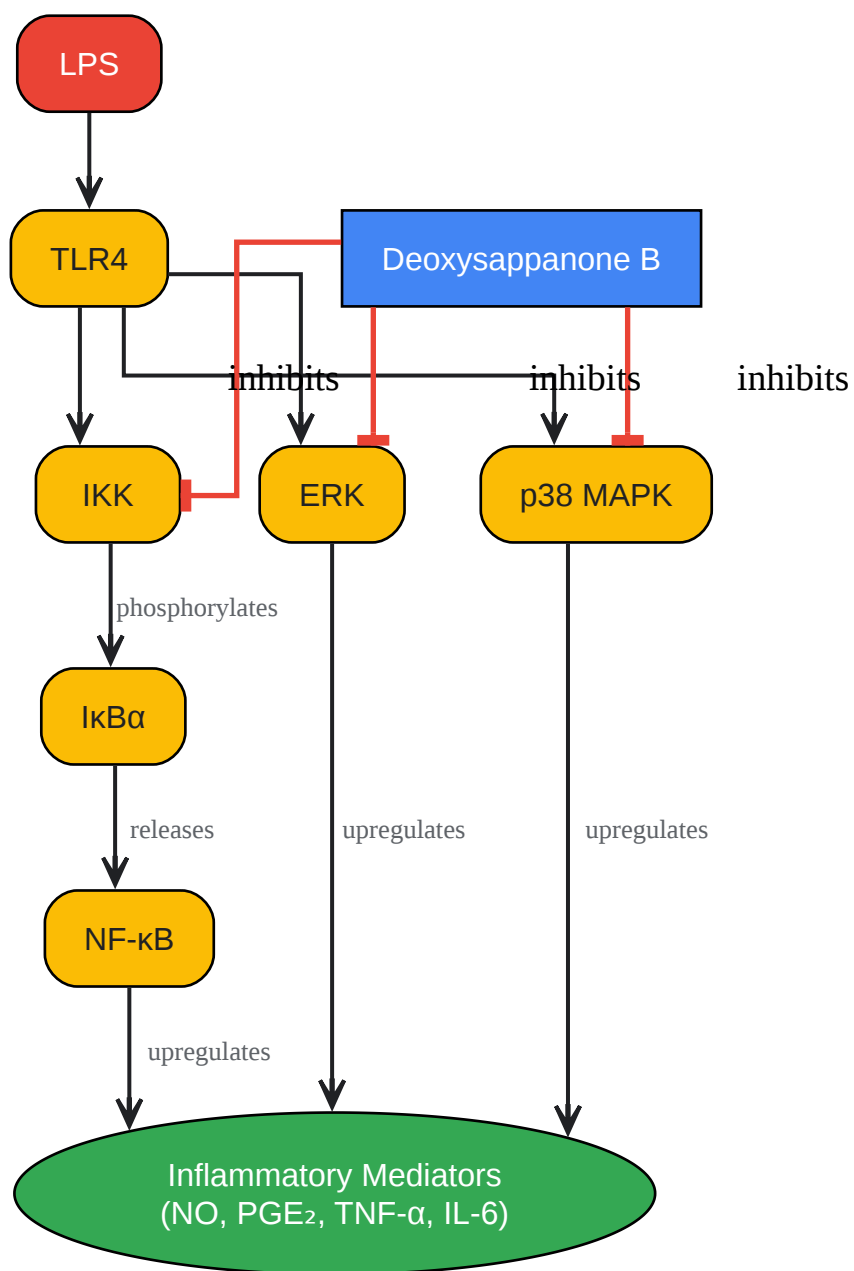 LPS
TLR4
Deoxysappanone B
inhibits
inhibits
inhibits
IKK
ERK
p38 MAPK
phosphorylates
IκBα
releases
upregulates
upregulates
NF-κB
upregulates
Inflammatory Mediators
(NO, PGE₂, TNF-α, IL-6)